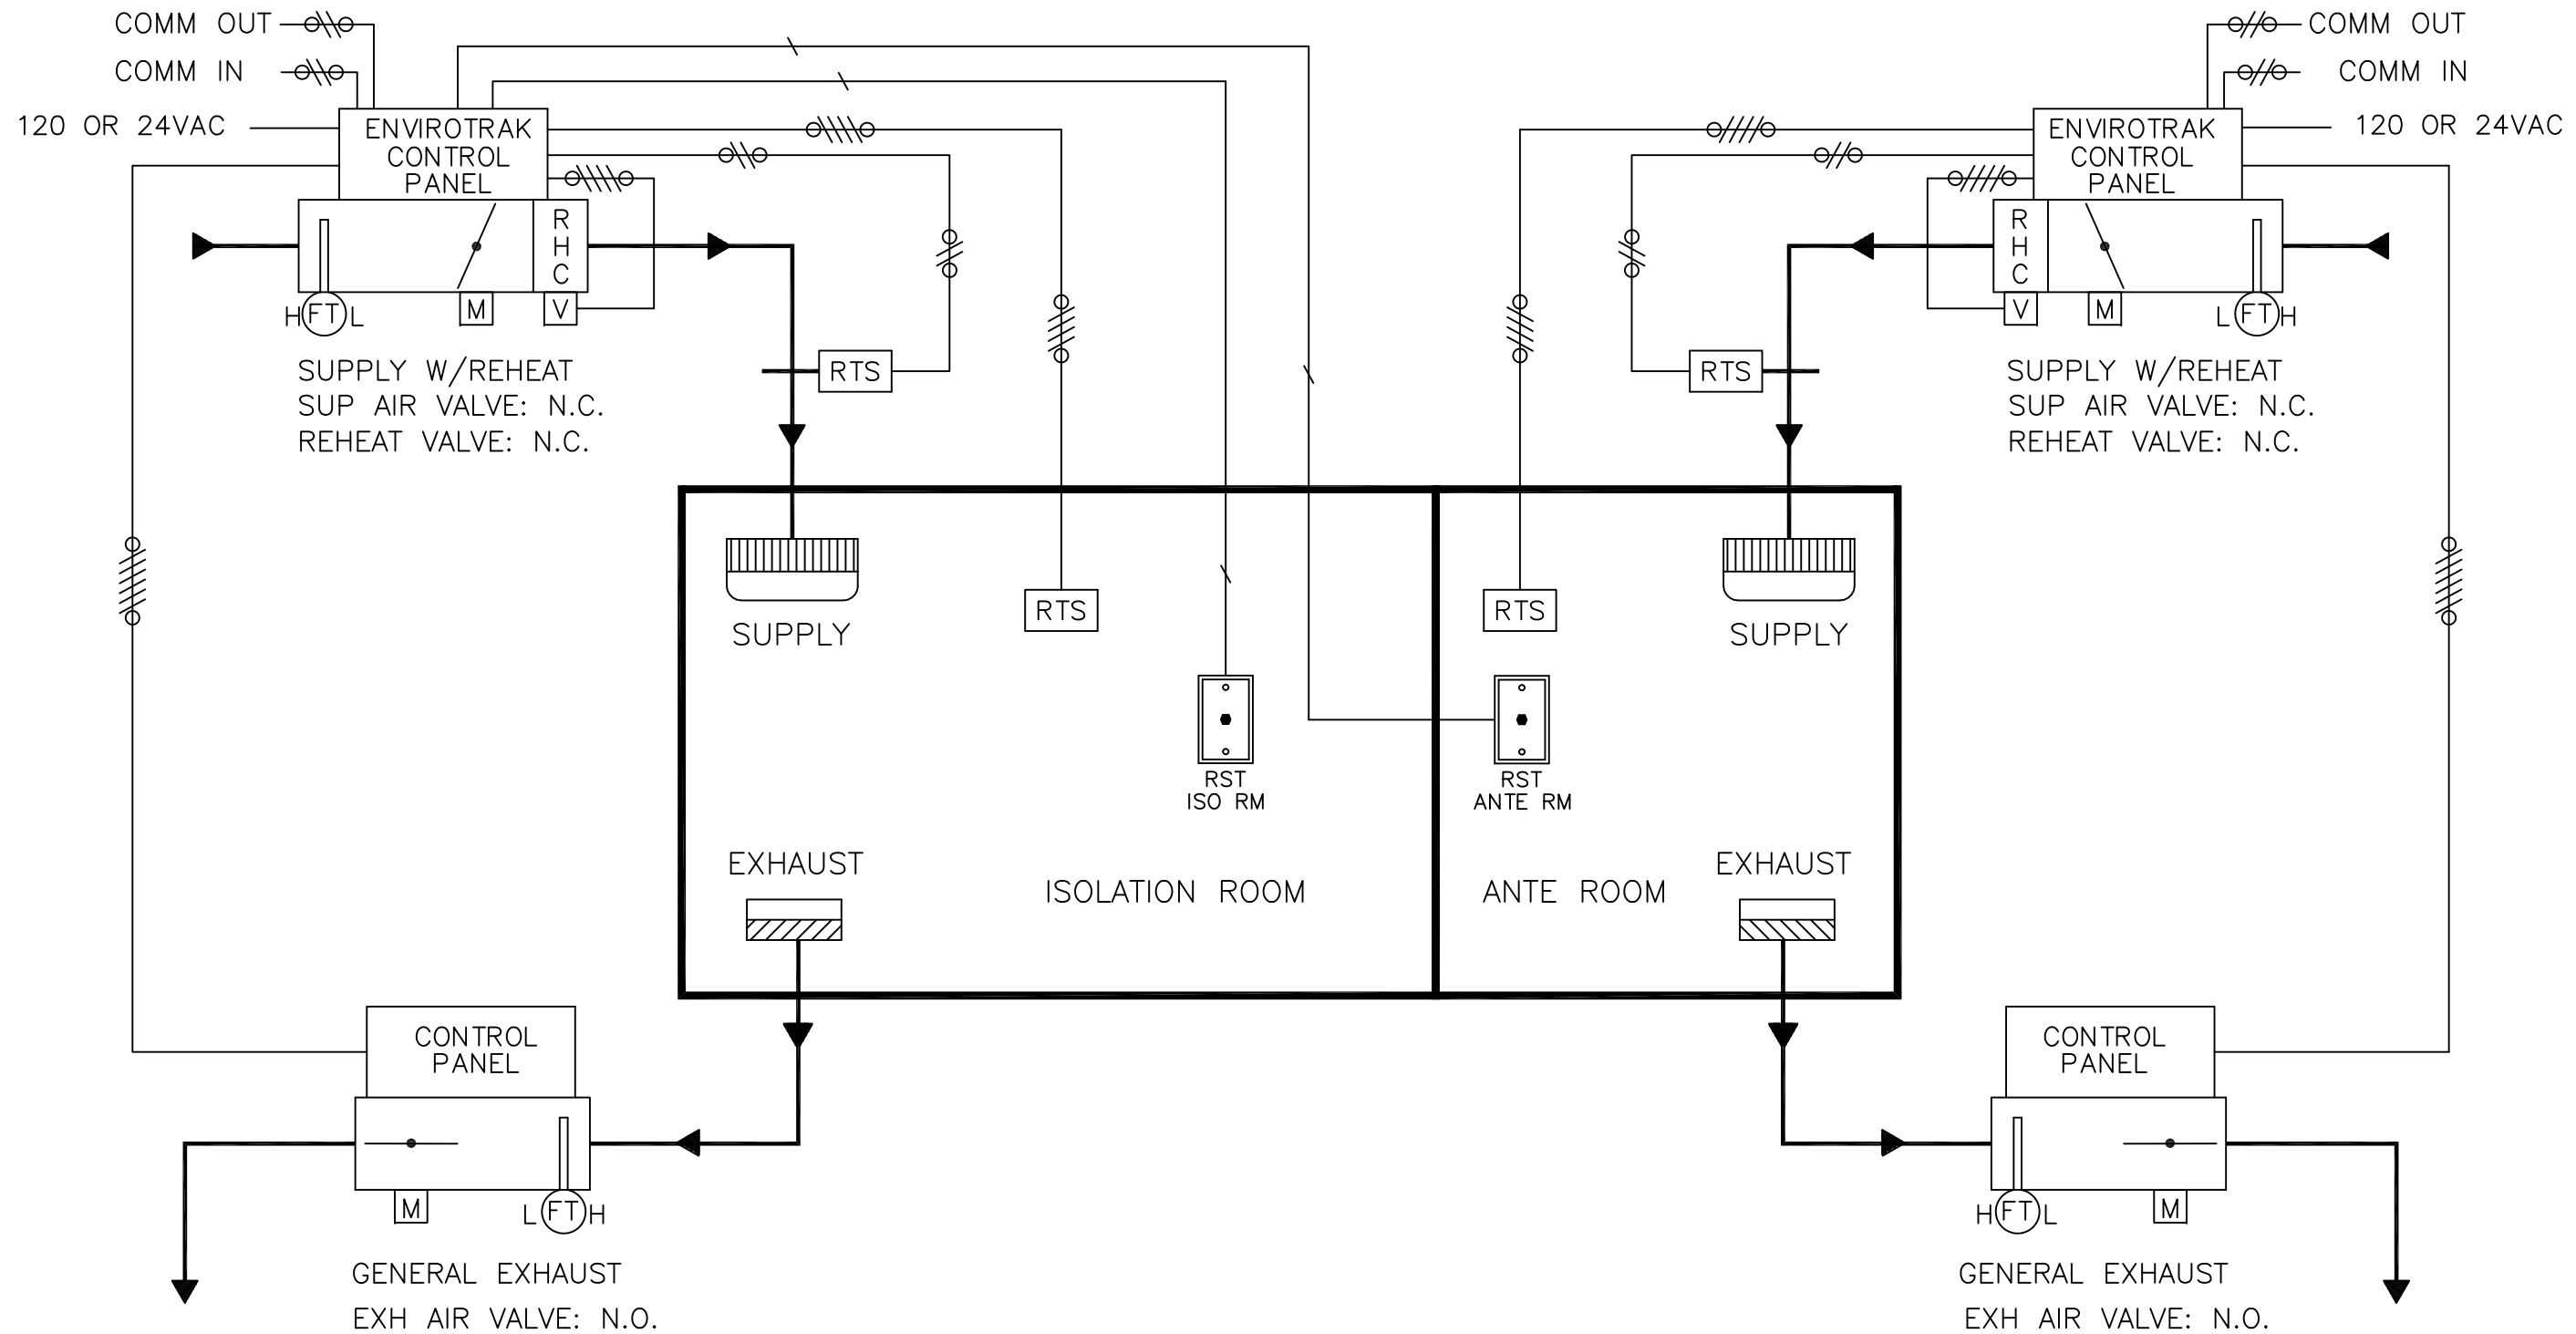 COMM OUT
COMM OUT
COMM IN
COMM IN
120 OR 24VAC
ENVIROTRAK
CONTROL
PANEL
ENVIROTRAK
CONTROL
PANEL
120 OR 24VAC
R
H
C
R
H
C
H FT L
M
V
V
M
L FT H
SUPPLY W/REHEAT
SUP AIR VALVE: N.C.
REHEAT VALVE: N.C.
RTS
RTS
SUPPLY W/REHEAT
SUP AIR VALVE: N.C.
REHEAT VALVE: N.C.
SUPPLY
RTS
RTS
SUPPLY
RST
ISO RM
RST
ANTE RM
EXHAUST
ISOLATION ROOM
ANTE ROOM
EXHAUST
CONTROL
PANEL
CONTROL
PANEL
M
L FT H
H FT L
M
GENERAL EXHAUST
EXH AIR VALVE: N.O.
GENERAL EXHAUST
EXH AIR VALVE: N.O.